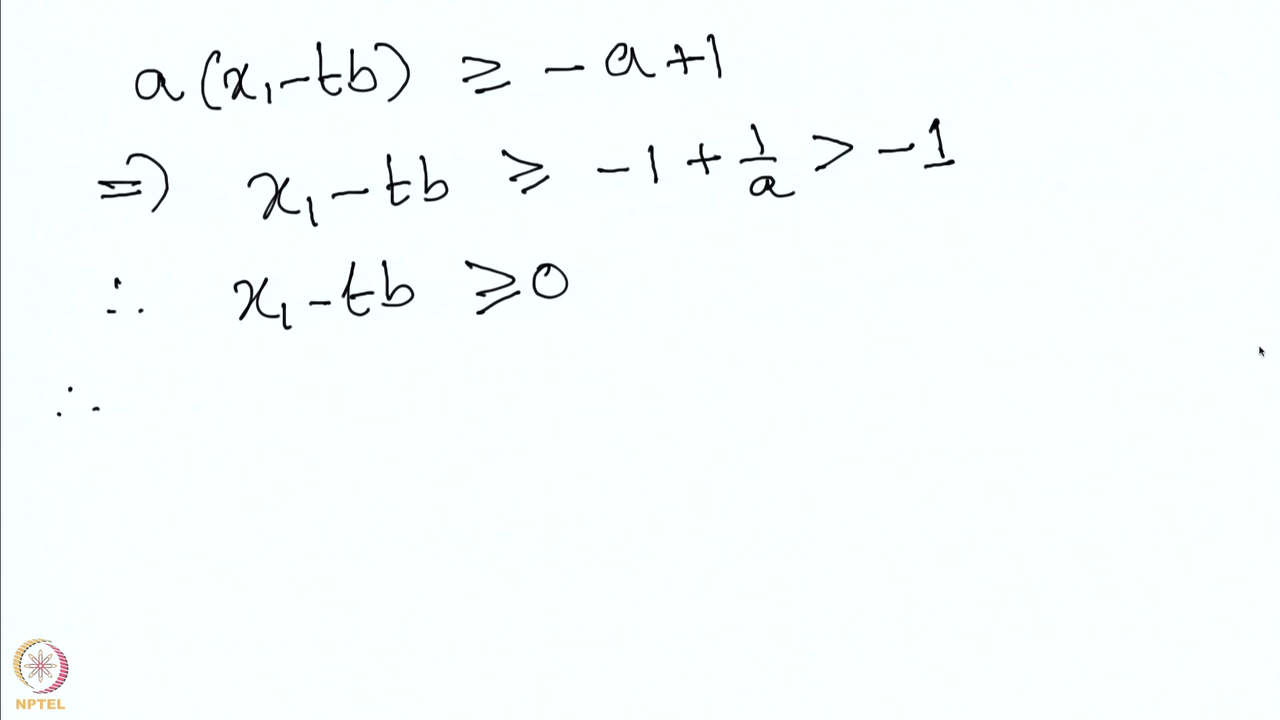 a(x₁-tb) ≥ -a+1
⇒ x₁-tb ≥ -1 + 1/a > -1
∴ x₁-tb ≥0
∴
NPTEL